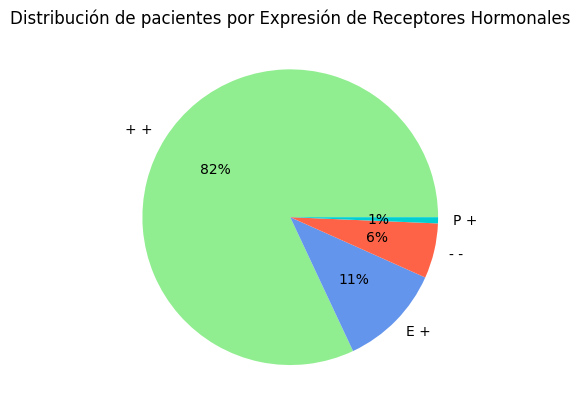 Distribución de pacientes por Expresión de Receptores Hormonales
+ +
82%
1%
P +
6%
- -
11%
E +